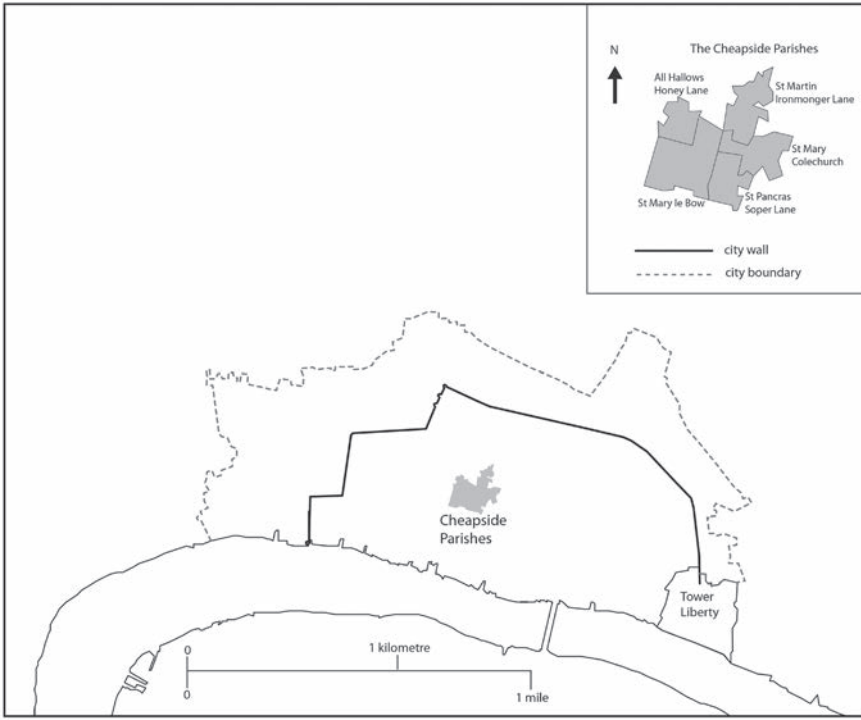 N
The Cheapside Parishes
All Hallows
Honey Lane
St Martin
Ironmonger Lane
St Mary
Colechurch
St Mary le Bow
St Pancras
Soper Lane
city wall
city boundary
Cheapside
Parishes
Tower
Liberty
0
1 kilometre
0
1 mile